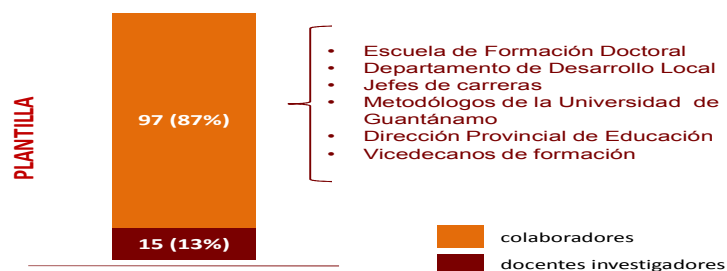 PLANTILLA
97 (87%)
15 (13%)
• Escuela de Formación Doctoral
• Departamento de Desarrollo Local
• Jefes de carreras
• Metodólogos de la Universidad de
Guantánamo
• Dirección Provincial de Educación
• Vicedecanos de formación
colaboradores
docentes investigadores